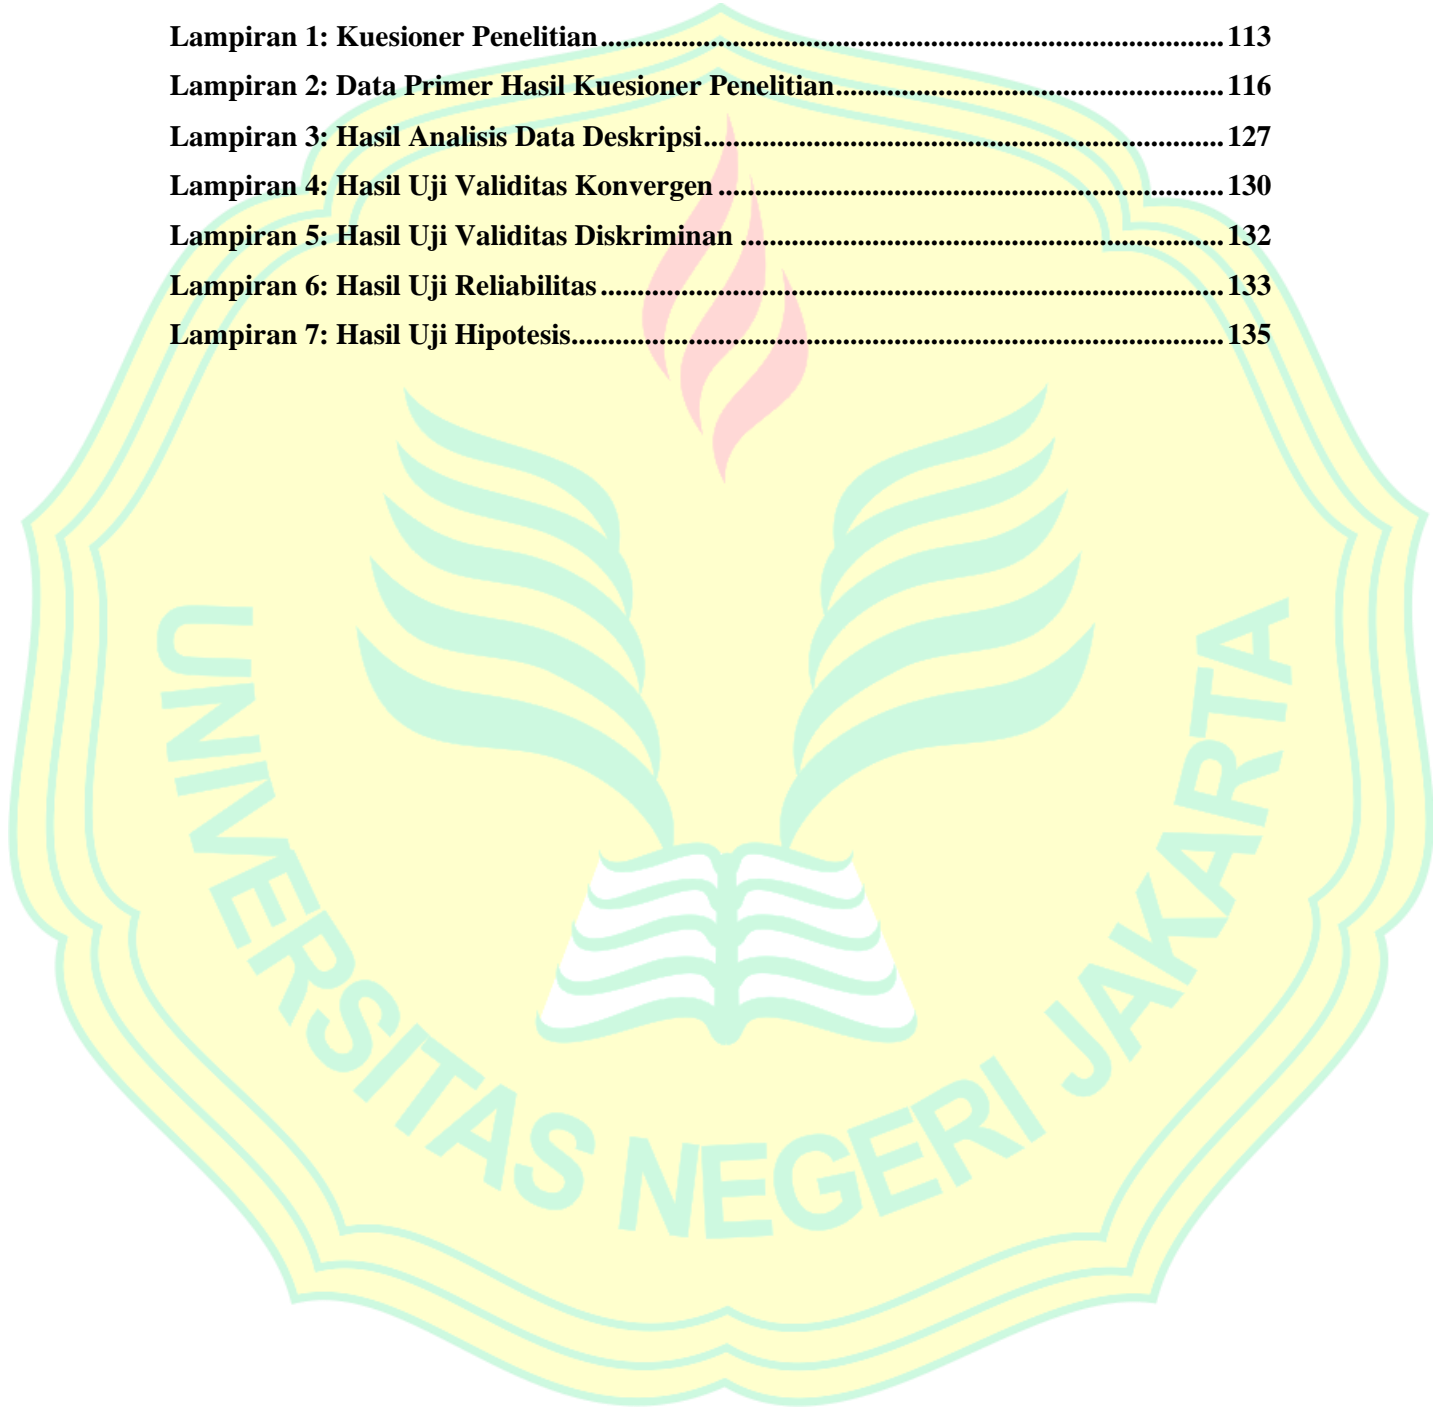 Lampiran 1: Kuesioner Penelitian.....................................................................................113
Lampiran 2: Data Primer Hasil Kuesioner Penelitian.....................................................116
Lampiran 3: Hasil Analisis Data Deskripsi.......................................................................127
Lampiran 4: Hasil Uji Validitas Konvergen.....................................................................130
Lampiran 5: Hasil Uji Validitas Diskriminan..................................................................132
Lampiran 6: Hasil Uji Reliabilitas.....................................................................................133
Lampiran 7: Hasil Uji Hipotesis.........................................................................................135
UNIVERSITAS NEGERI JAKARTA